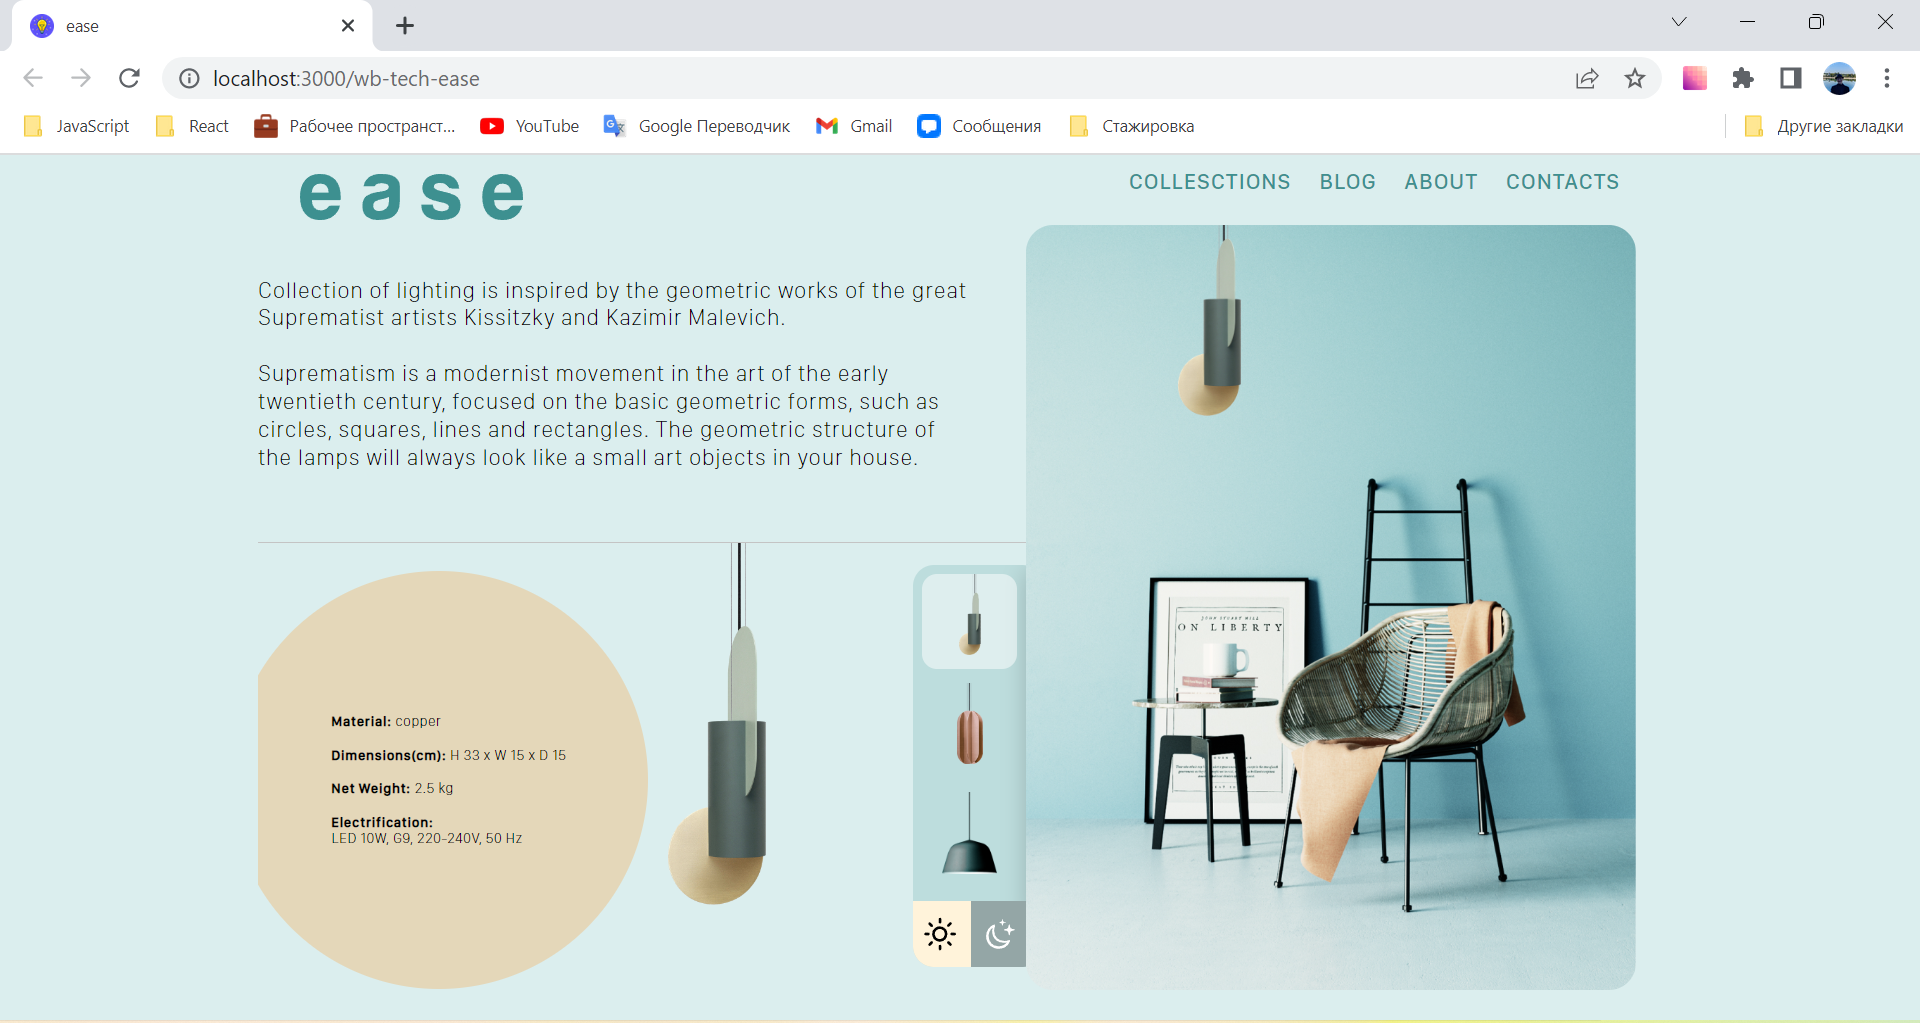 ease
localhost:3000/wb-tech-ease
JavaScript React Рабочее пространст... YouTube Google Переводчик Gmail Сообщения Стажировка Другие закладки
ease
COLLESCTIONS BLOG ABOUT CONTACTS
Collection of lighting is inspired by the geometric works of the great
Suprematist artists Kissitzky and Kazimir Malevich.
Suprematism is a modernist movement in the art of the early
twentieth century, focused on the basic geometric forms, such as
circles, squares, lines and rectangles. The geometric structure of
the lamps will always look like a small art objects in your house.
Material: copper
Dimensions(cm): H 33 x W 15 x D 15
Net Weight: 2.5 kg
Electrification:
LED 10W, G9, 220-240V, 50 Hz
JOHN STUART MILL
ON LIBERTY